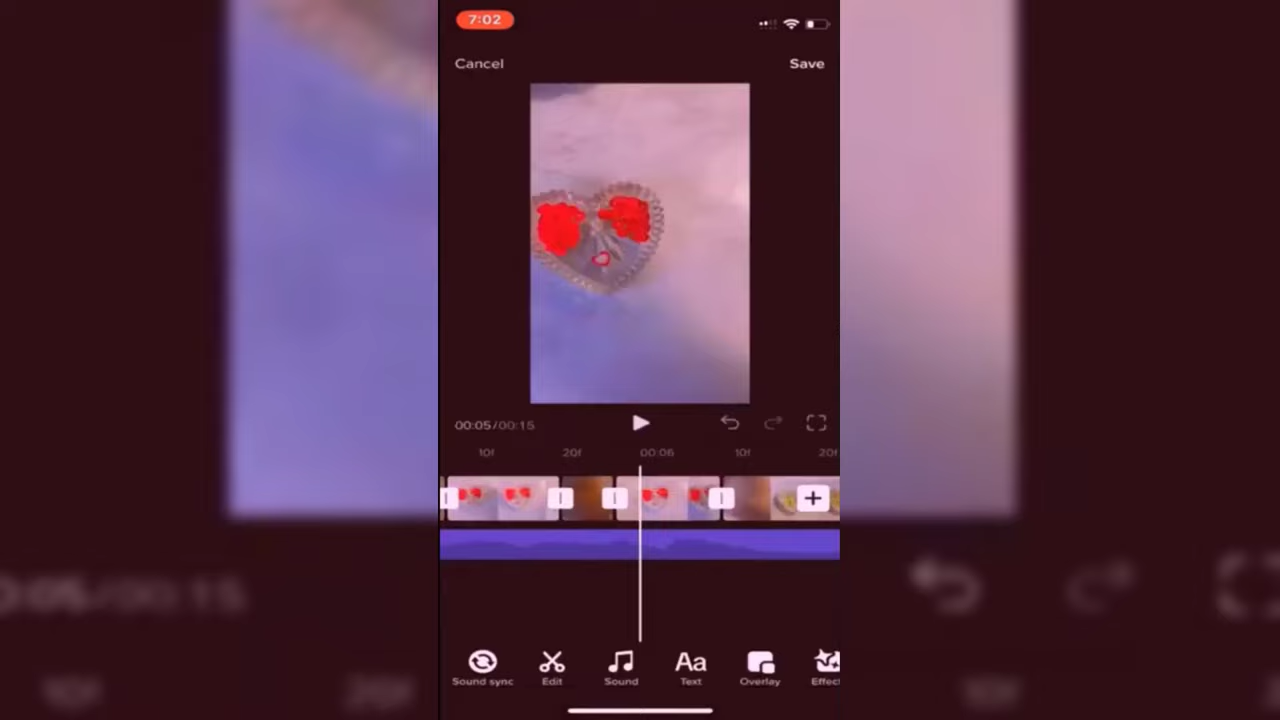 7:02
Cancel Save
00:05/00:15
10f 20f 00:06 10f 20f
Sound sync Edit Sound Aa Text Overlay Effect